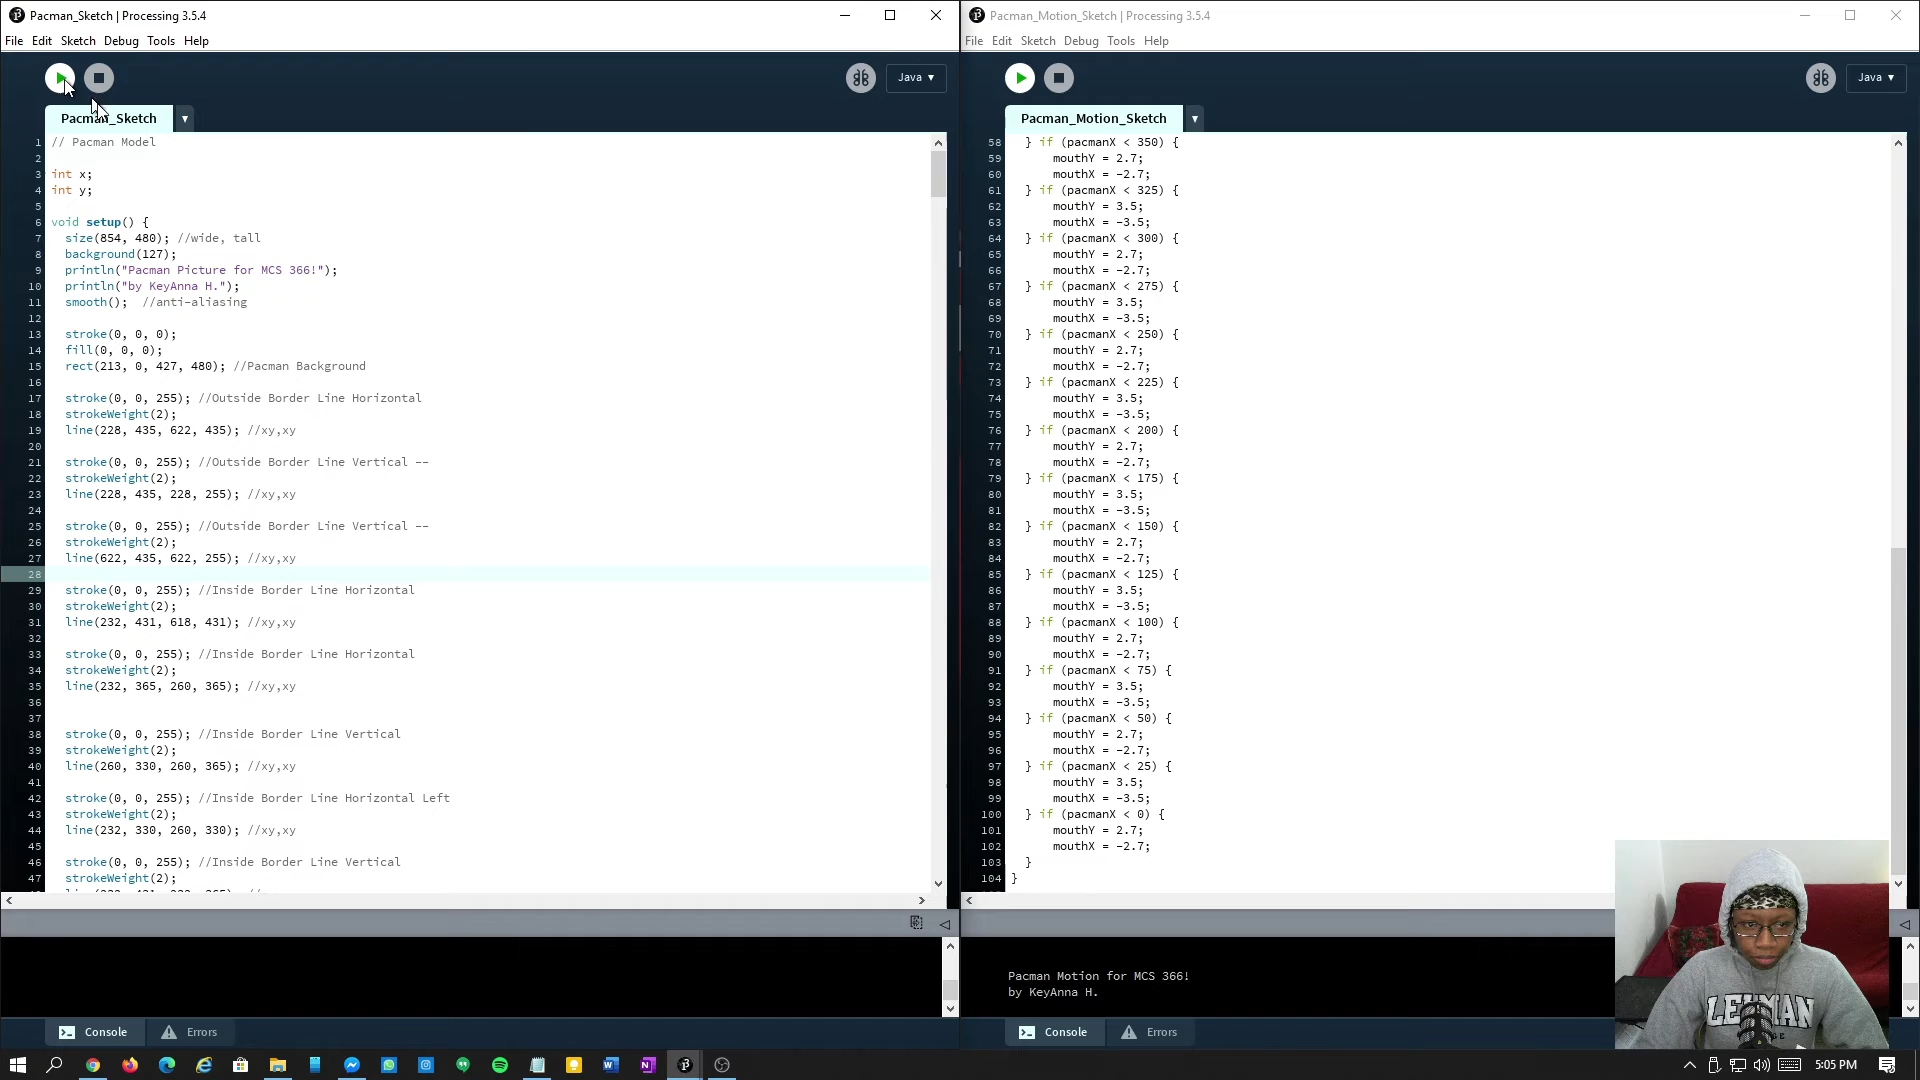 Pacman_Sketch | Processing 3.5.4
File Edit Sketch Debug Tools Help
Java ▾
Pacman_Sketch ▾
1 // Pacman Model
2
3 int x;
4 int y;
5
6 void setup() {
7 size(854, 480); //wide, tall
8 background(127);
9 println("Pacman Picture for MCS 366!");
10 println("by KeyAnna H.");
11 smooth(); //anti-aliasing
12
13 stroke(0, 0, 0);
14 fill(0, 0, 0);
15 rect(213, 0, 427, 480); //Pacman Background
16
17 stroke(0, 0, 255); //Outside Border Line Horizontal
18 strokeWeight(2);
19 line(228, 435, 622, 435); //xy,xy
20
21 stroke(0, 0, 255); //Outside Border Line Vertical --
22 strokeWeight(2);
23 line(228, 435, 228, 255); //xy,xy
24
25 stroke(0, 0, 255); //Outside Border Line Vertical --
26 strokeWeight(2);
27 line(622, 435, 622, 255); //xy,xy
28
29 stroke(0, 0, 255); //Inside Border Line Horizontal
30 strokeWeight(2);
31 line(232, 431, 618, 431); //xy,xy
32
33 stroke(0, 0, 255); //Inside Border Line Horizontal
34 strokeWeight(2);
35 line(232, 365, 260, 365); //xy,xy
36
37
38 stroke(0, 0, 255); //Inside Border Line Vertical
39 strokeWeight(2);
40 line(260, 330, 260, 365); //xy,xy
41
42 stroke(0, 0, 255); //Inside Border Line Horizontal Left
43 strokeWeight(2);
44 line(232, 330, 260, 330); //xy,xy
45
46 stroke(0, 0, 255); //Inside Border Line Vertical
47 strokeWeight(2);
Console Errors
Pacman_Motion_Sketch | Processing 3.5.4
File Edit Sketch Debug Tools Help
Java ▾
Pacman_Motion_Sketch ▾
58 } if (pacmanX < 350) {
59 mouthY = 2.7;
60 mouthX = -2.7;
61 } if (pacmanX < 325) {
62 mouthY = 3.5;
63 mouthX = -3.5;
64 } if (pacmanX < 300) {
65 mouthY = 2.7;
66 mouthX = -2.7;
67 } if (pacmanX < 275) {
68 mouthY = 3.5;
69 mouthX = -3.5;
70 } if (pacmanX < 250) {
71 mouthY = 2.7;
72 mouthX = -2.7;
73 } if (pacmanX < 225) {
74 mouthY = 3.5;
75 mouthX = -3.5;
76 } if (pacmanX < 200) {
77 mouthY = 2.7;
78 mouthX = -2.7;
79 } if (pacmanX < 175) {
80 mouthY = 3.5;
81 mouthX = -3.5;
82 } if (pacmanX < 150) {
83 mouthY = 2.7;
84 mouthX = -2.7;
85 } if (pacmanX < 125) {
86 mouthY = 3.5;
87 mouthX = -3.5;
88 } if (pacmanX < 100) {
89 mouthY = 2.7;
90 mouthX = -2.7;
91 } if (pacmanX < 75) {
92 mouthY = 3.5;
93 mouthX = -3.5;
94 } if (pacmanX < 50) {
95 mouthY = 2.7;
96 mouthX = -2.7;
97 } if (pacmanX < 25) {
98 mouthY = 3.5;
99 mouthX = -3.5;
100 } if (pacmanX < 0) {
101 mouthY = 2.7;
102 mouthX = -2.7;
103 }
104 }
Pacman Motion for MCS 366!
by KeyAnna H.
Console Errors
LEHMAN
5:05 PM